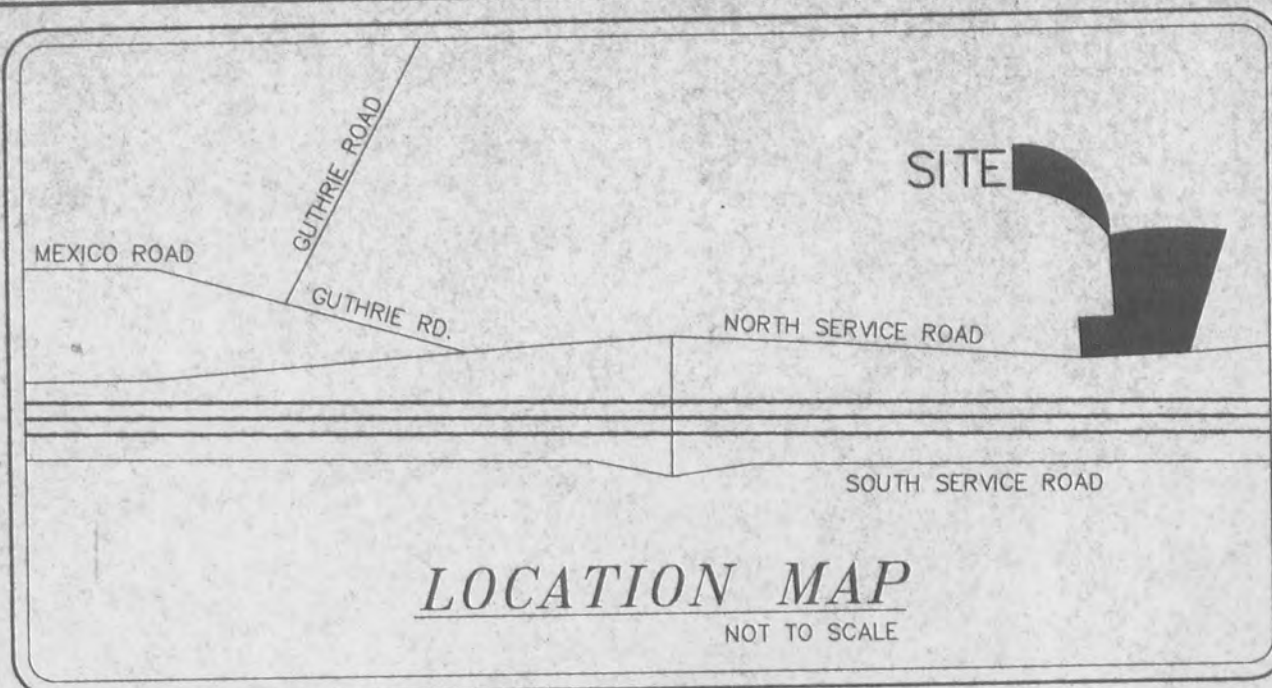 GUTHRIE ROAD
SITE
MEXICO ROAD
GUTHRIE RD.
NORTH SERVICE ROAD
SOUTH SERVICE ROAD
LOCATION MAP
NOT TO SCALE